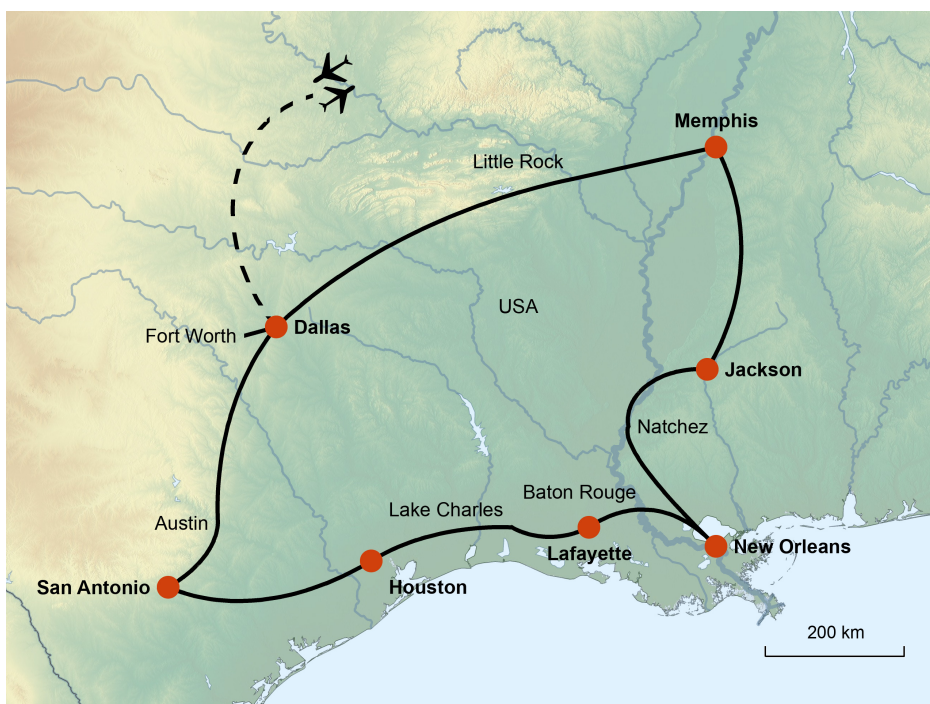 Memphis
Little Rock
USA
Fort Worth
Dallas
Jackson
Natchez
Baton Rouge
Lake Charles
Austin
New Orleans
Lafayette
San Antonio
Houston
200 km